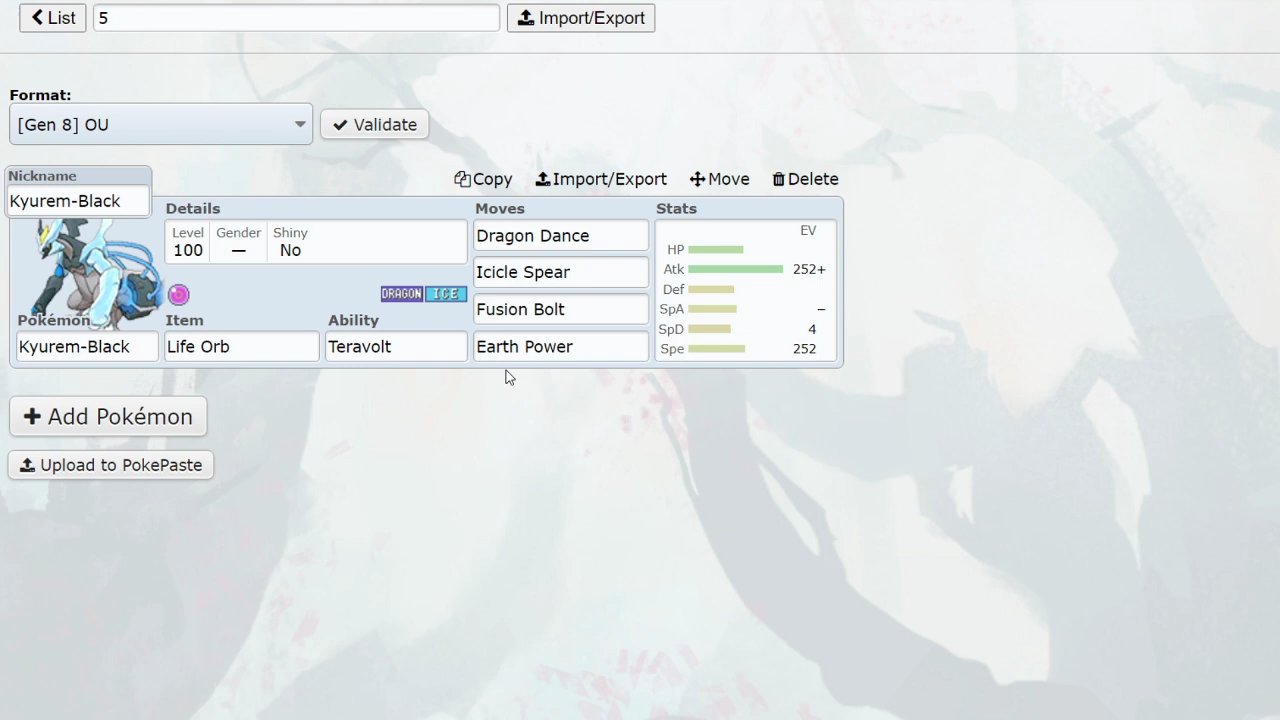 List
5
Import/Export
Format:
[Gen 8] OU
Validate
Nickname
Kyurem-Black
Copy
Import/Export
Move
Delete
Details
Level
100
Gender
—
Shiny
No
DRAGON
ICE
Pokémon
Kyurem-Black
Item
Life Orb
Ability
Teravolt
Moves
Dragon Dance
Icicle Spear
Fusion Bolt
Earth Power
Stats
EV
HP
Atk 252+
Def
SpA –
SpD 4
Spe 252
Add Pokémon
Upload to PokePaste